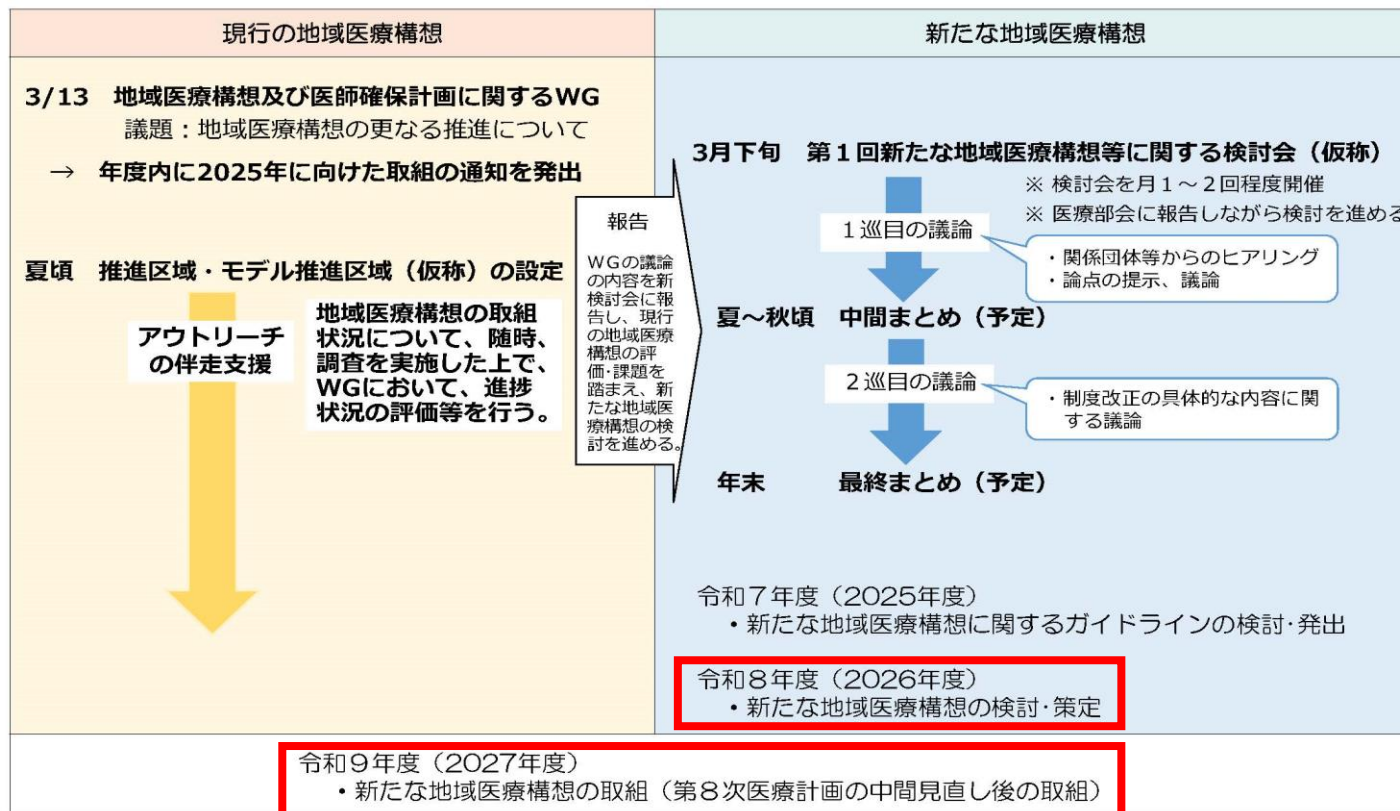 現行の地域医療構想
新たな地域医療構想
3/13 地域医療構想及び医師確保計画に関するWG
議題：地域医療構想の更なる推進について
→ 年度内に2025年に向けた取組の通知を発出
夏頃 推進区域・モデル推進区域（仮称）の設定
アウトリーチ
の伴走支援
地域医療構想の取組
状況について、随時、
調査を実施した上で、
WGにおいて、進捗
状況の評価等を行う。
報告
ＷＧの議論
の内容を新
検討会に報
告し、現行
の地域医療
構想の評
価・課題を
踏まえ、新
たな地域医
療構想の検
討を進める。
3月下旬 第１回新たな地域医療構想等に関する検討会（仮称）
※ 検討会を月１～２回程度開催
※ 医療部会に報告しながら検討を進める
１巡目の議論
・関係団体等からのヒアリング
・論点の提示、議論
夏～秋頃 中間まとめ（予定）
２巡目の議論
・制度改正の具体的な内容に関
する議論
年末 最終まとめ（予定）
令和７年度（2025年度）
・新たな地域医療構想に関するガイドラインの検討・発出
令和８年度（2026年度）
・新たな地域医療構想の検討・策定
令和９年度（2027年度）
・新たな地域医療構想の取組（第８次医療計画の中間見直し後の取組）